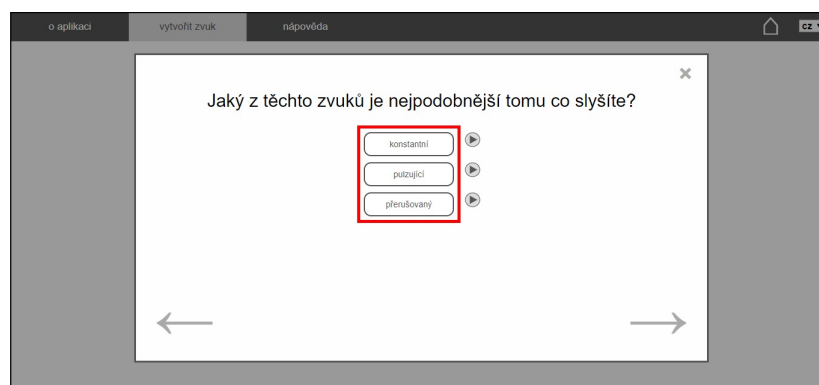 o aplikaci
vytvořit zvuk
nápověda
CZ
Jaký z těchto zvuků je nejpodobnější tomu co slyšíte?
konstantní
pulzující
přerušovaný